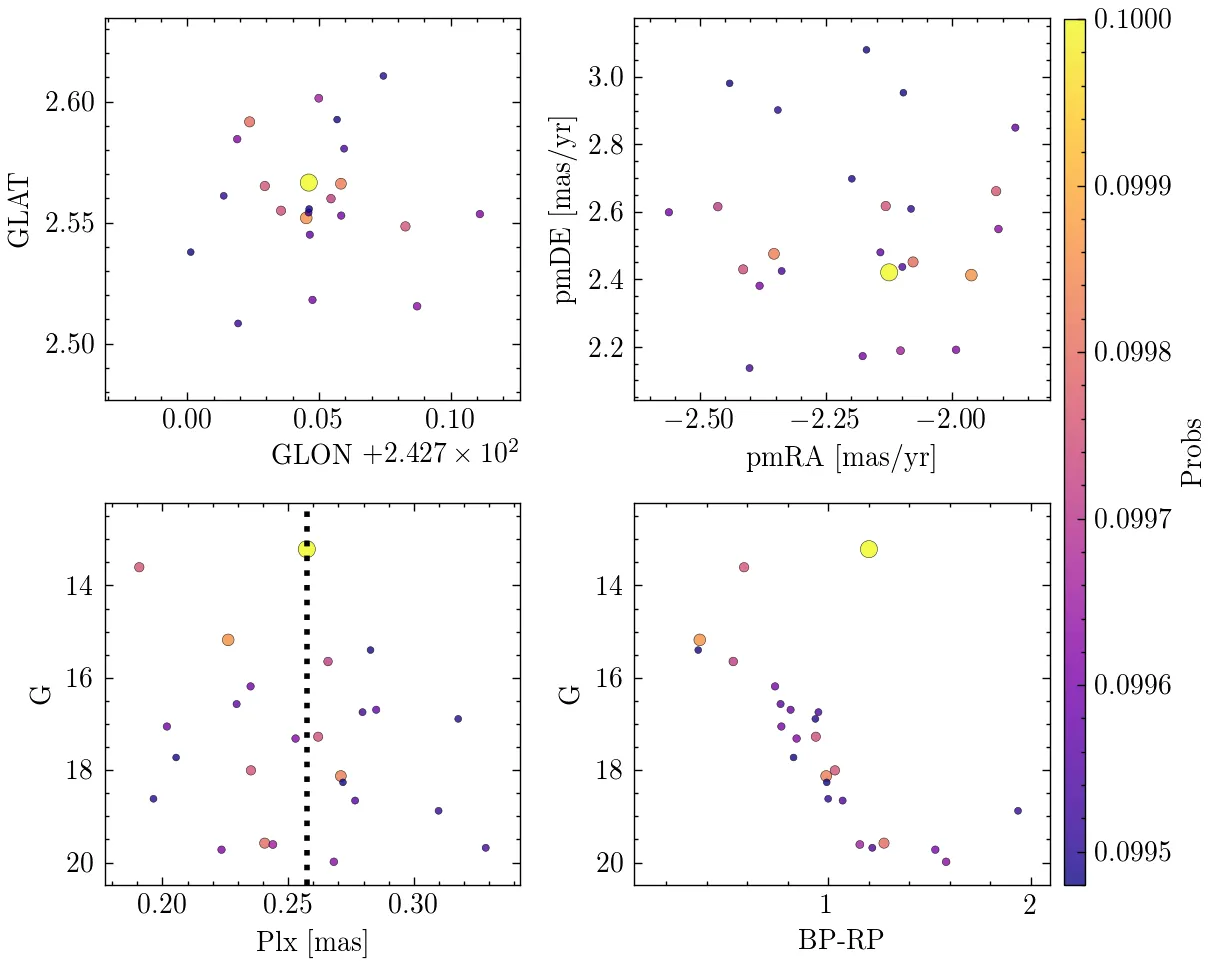 2.60
2.55
2.50
GLAT
0.00 0.05 0.10
GLON +2.427 × 10²
3.0
2.8
2.6
2.4
2.2
pmDE [mas/yr]
−2.50 −2.25 −2.00
pmRA [mas/yr]
14
16
18
20
G
0.20 0.25 0.30
Plx [mas]
14
16
18
20
G
1 2
BP-RP
0.1000
0.0999
0.0998
0.0997
0.0996
0.0995
Probs